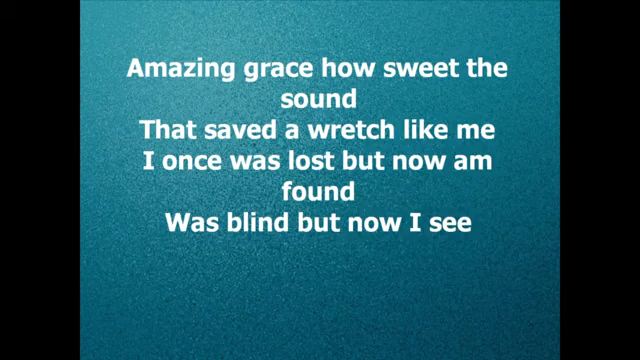 Amazing grace how sweet the
sound
That saved a wretch like me
I once was lost but now am
found
Was blind but now I see